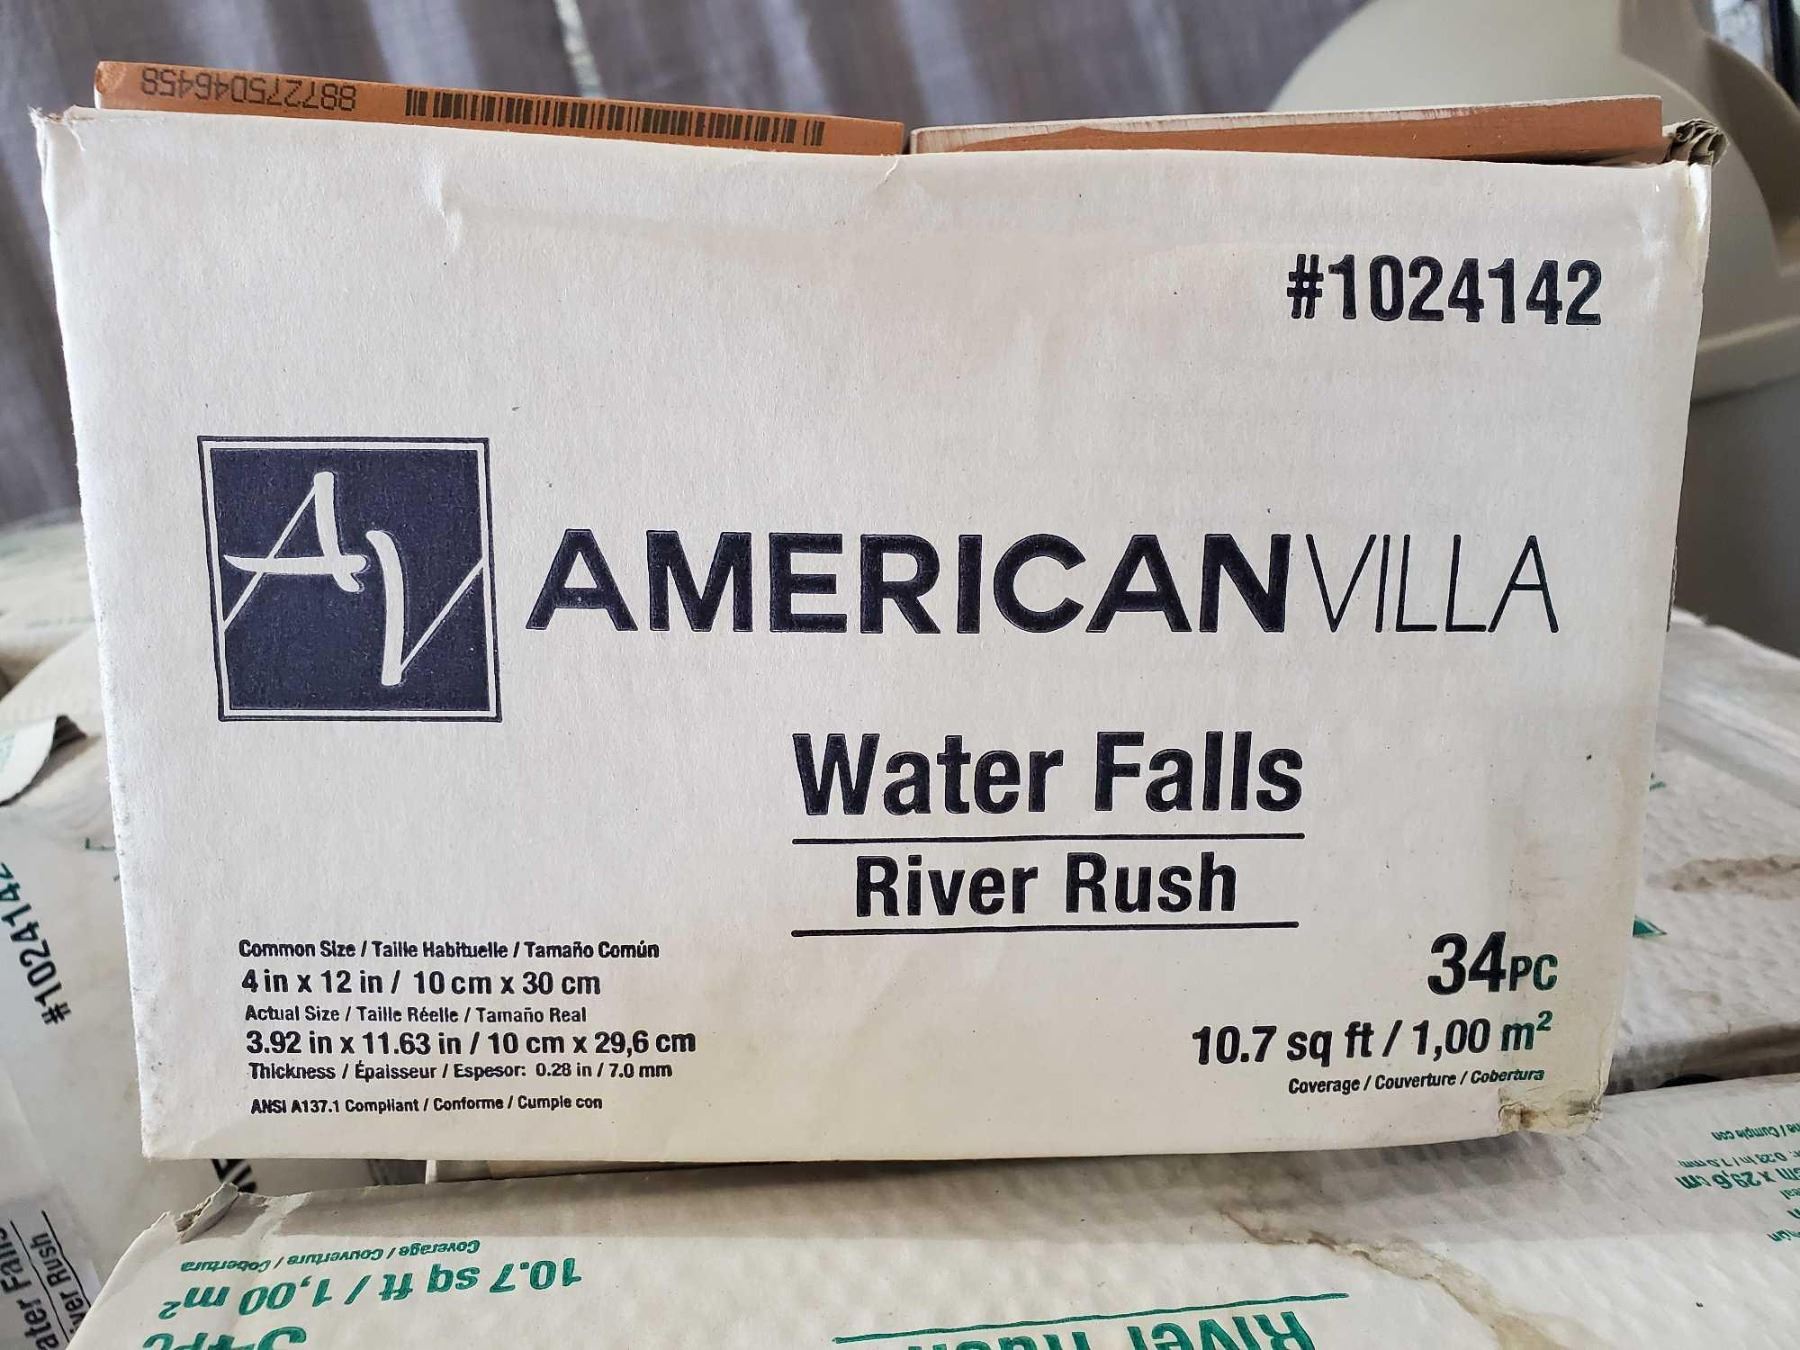 887275046458
#1024142
AV
AMERICANVILLA
Water Falls
River Rush
Common Size / Taille Habituelle / Tamaño Común
4 in x 12 in / 10 cm x 30 cm
Actual Size / Taille Réelle / Tamaño Real
3.92 in x 11.63 in / 10 cm x 29,6 cm
Thickness / Épaisseur / Espesor: 0.28 in / 7.0 mm
ANSI A137.1 Compliant / Conforme / Cumple con
34PC
10.7 sq ft / 1,00 m²
Coverage / Couverture / Cobertura
#1024142
River Rush
Coverage / Couverture / Cobertura
10.7 sq ft / 1,00 m²
34PC